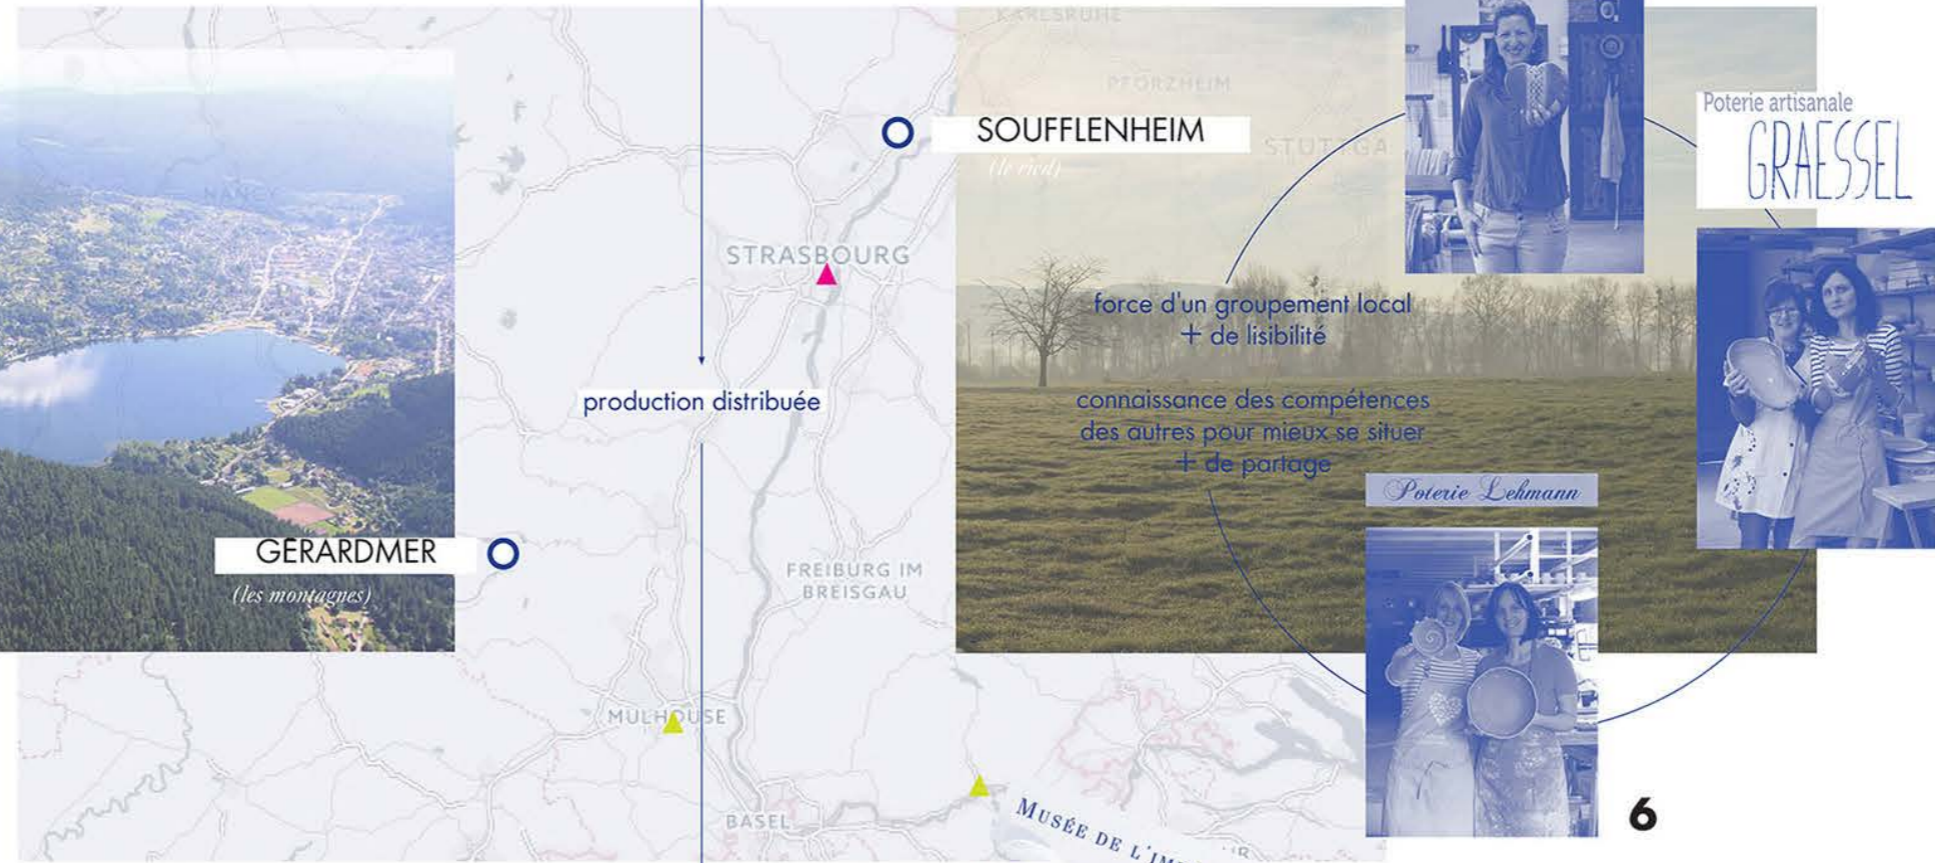 KARLSRUHE
PFORZHEIM
SOUFFLENHEIM
(le ried)
Poterie artisanale
GRAESSEL
NANCY
STRASBOURG
force d'un groupement local
+ de lisibilité
production distribuée
connaissance des compétences
des autres pour mieux se situer
+ de partage
Poterie Lehmann
GÉRARDMER
(les montagnes)
FREIBURG IM
BREISGAU
MULHOUSE
BASEL
MUSÉE DE L'
6